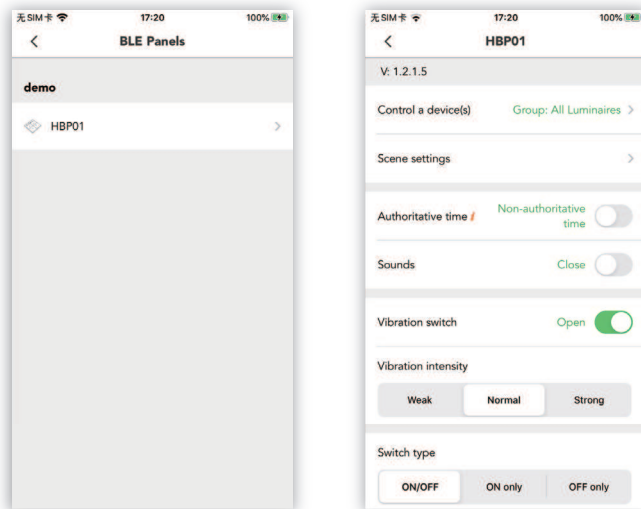 无SIM卡 17:20 100%
BLE Panels
demo
HBP01
无SIM卡 17:20 100%
HBP01
V: 1.2.1.5
Control a device(s) Group: All Luminaires
Scene settings
Authoritative time i Non-authoritative
time
Sounds Close
Vibration switch Open
Vibration intensity
Weak Normal Strong
Switch type
ON/OFF ON only OFF only